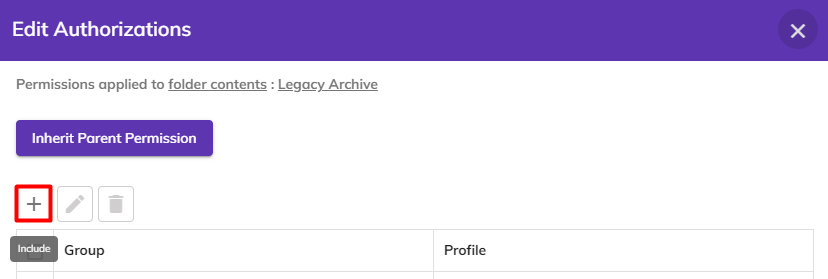 Edit Authorizations
Permissions applied to folder contents : Legacy Archive
Inherit Parent Permission
Include
Group Profile